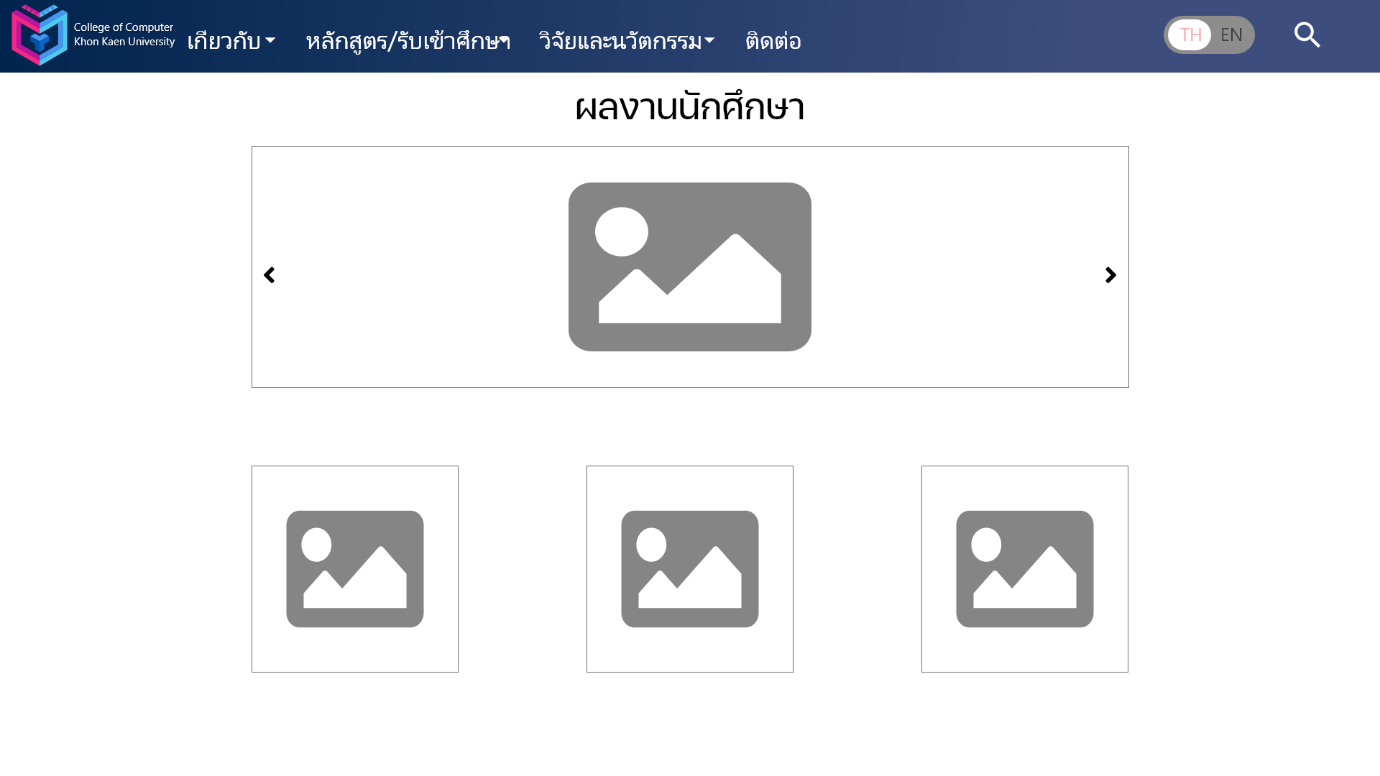 College of Computer
Khon Kaen University
เกี่ยวกับ
หลักสูตร/รับเข้าศึกษา
วิจัยและนวัตกรรม
ติดต่อ
TH
EN
ผลงานนักศึกษา